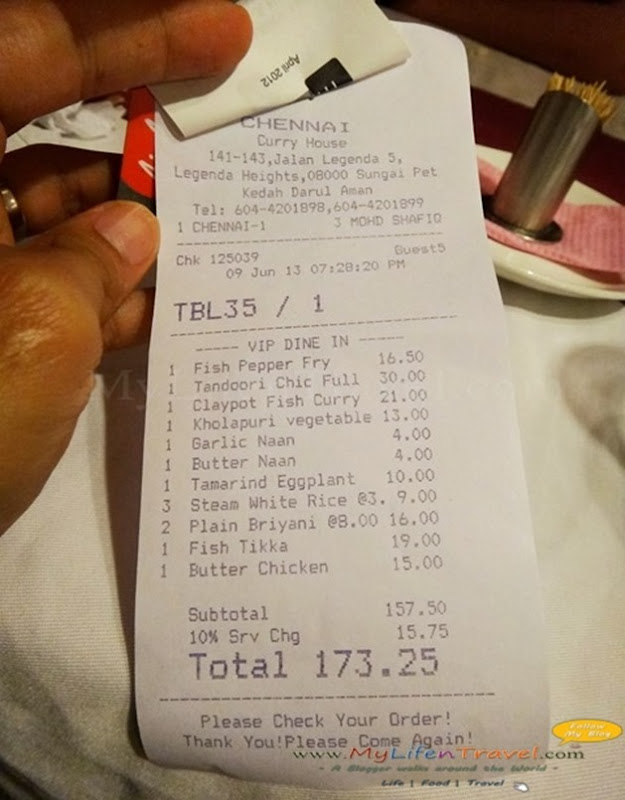 April 2012
CHENNAI
Curry House
141-143,Jalan Legenda 5,
Legenda Heights,08000 Sungai Pet
Kedah Darul Aman
Tel: 604-4201898,604-4201899
1 CHENNAI-1 3 MOHD SHAFIQ
Chk 125039 Guest5
09 Jun 13 07:28:20 PM
TBL35 / 1
----- VIP DINE IN -----
1 Fish Pepper Fry 16.50
1 Tandoori Chic Full 30.00
1 Claypot Fish Curry 21.00
1 Kholapuri vegetable 13.00
1 Garlic Naan 4.00
1 Butter Naan 4.00
1 Tamarind Eggplant 10.00
3 Steam White Rice @3. 9.00
2 Plain Briyani @8.00 16.00
1 Fish Tikka 19.00
1 Butter Chicken 15.00
Subtotal 157.50
10% Srv Chg 15.75
Total 173.25
Please Check Your Order!
Thank You!Please Come Again!
Follow My Blog
www.MyLifenTravel.com
- A Blogger walks around the World -
Life | Food | Travel